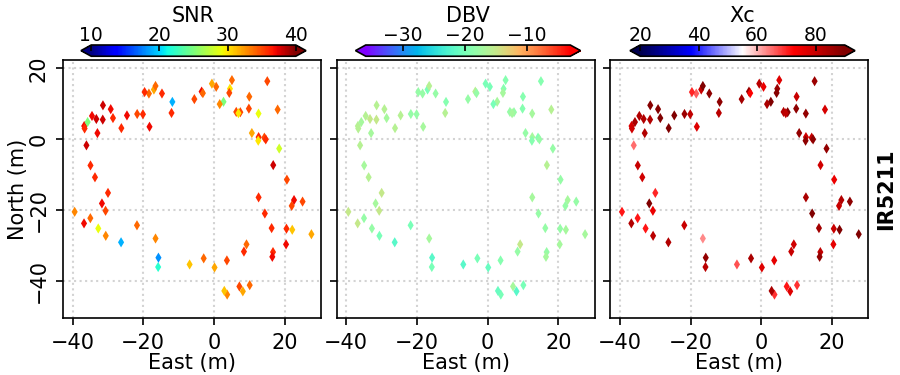 SNR DBV Xc
10 20 30 40 −30 −20 −10 20 40 60 80
20
0
−20
−40
North (m)
IR5211
−40 −20 0 20 −40 −20 0 20 −40 −20 0 20
East (m) East (m) East (m)